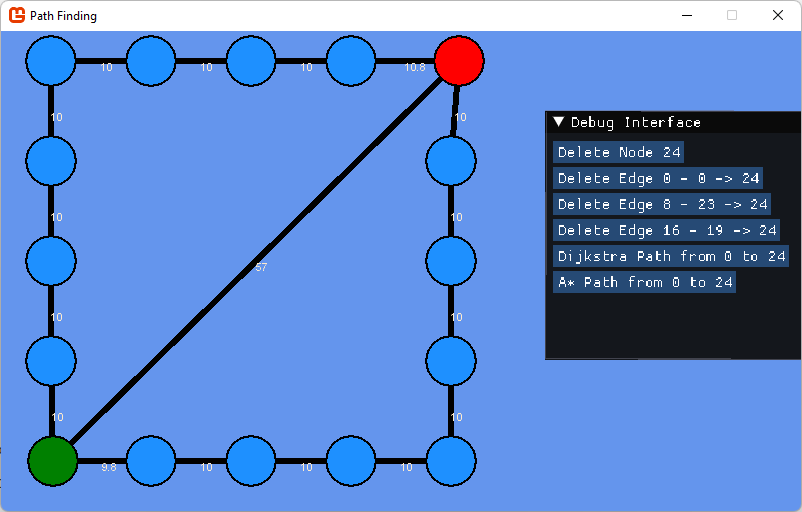 Path Finding
10 10 10 10.8
10 10
Debug Interface
Delete Node 24
Delete Edge 0 - 0 -> 24
Delete Edge 8 - 23 -> 24
Delete Edge 16 - 19 -> 24
Dijkstra Path from 0 to 24
A* Path from 0 to 24
10 10
57
10 10
10 10
9.8 10 10 10